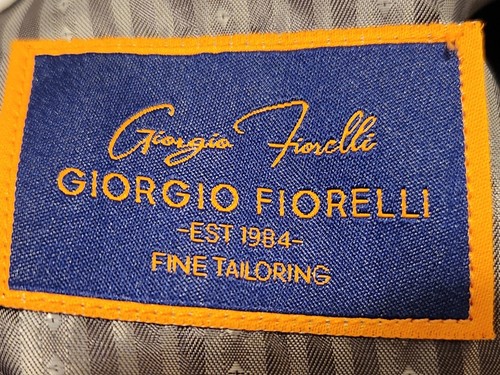 Giorgio Fiorelli
GIORGIO FIORELLI
-EST 1984-
FINE TAILORING